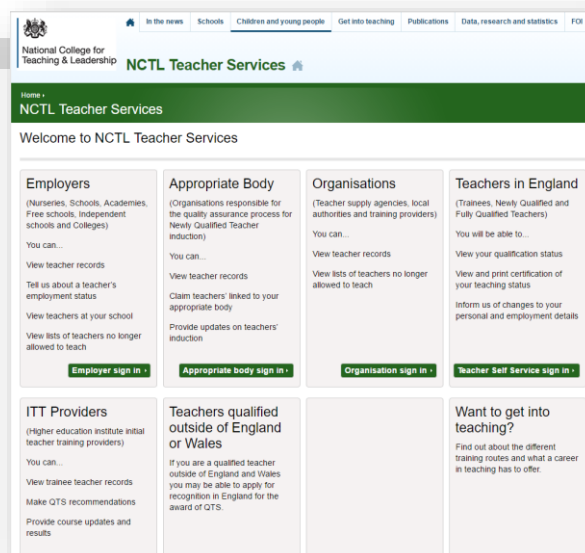 In the news Schools Children and young people Get into teaching Publications Data, research and statistics FOI
National College for
Teaching & Leadership
NCTL Teacher Services
Home ›
NCTL Teacher Services
Welcome to NCTL Teacher Services
Employers
(Nurseries, Schools, Academies,
Free schools, Independent
schools and Colleges)
You can...
View teacher records
Tell us about a teacher's
employment status
View teachers at your school
View lists of teachers no longer
allowed to teach
Employer sign in ›
Appropriate Body
(Organisations responsible for
the quality assurance process for
Newly Qualified Teacher
induction)
You can...
View teacher records
Claim teachers' linked to your
appropriate body
Provide updates on teachers'
induction
Appropriate body sign in ›
Organisations
(Teacher supply agencies, local
authorities and training providers)
You can...
View teacher records
View lists of teachers no longer
allowed to teach
Organisation sign in ›
Teachers in England
(Trainees, Newly Qualified and
Fully Qualified Teachers)
You will be able to...
View your qualification status
View and print certification of
your teaching status
Inform us of changes to your
personal and employment details
Teacher Self Service sign in ›
ITT Providers
(Higher education institute initial
teacher training providers)
You can...
View trainee teacher records
Make QTS recommendations
Provide course updates and
results
Teachers qualified
outside of England
or Wales
If you are a qualified teacher
outside of England and Wales
you may be able to apply for
recognition in England for the
award of QTS.
Want to get into
teaching?
Find out about the different
training routes and what a career
in teaching has to offer.